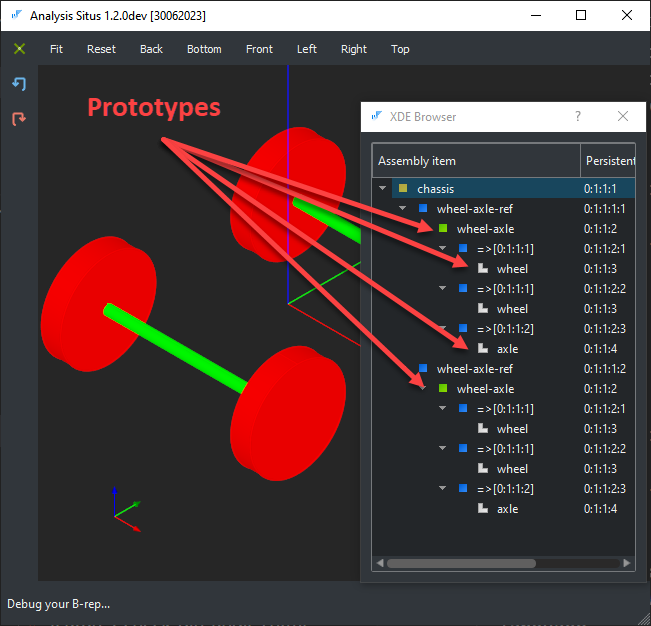 Analysis Situs 1.2.0dev [30062023]
Fit Reset Back Bottom Front Left Right Top
Prototypes
XDE Browser ?
Assembly item Persistent
chassis 0:1:1:1
wheel-axle-ref 0:1:1:1:1
wheel-axle 0:1:1:2
=>[0:1:1:1] 0:1:1:2:1
wheel 0:1:1:3
=>[0:1:1:1] 0:1:1:2:2
wheel 0:1:1:3
=>[0:1:1:2] 0:1:1:2:3
axle 0:1:1:4
wheel-axle-ref 0:1:1:1:2
wheel-axle 0:1:1:2
=>[0:1:1:1] 0:1:1:2:1
wheel 0:1:1:3
=>[0:1:1:1] 0:1:1:2:2
wheel 0:1:1:3
=>[0:1:1:2] 0:1:1:2:3
axle 0:1:1:4
Debug your B-rep...